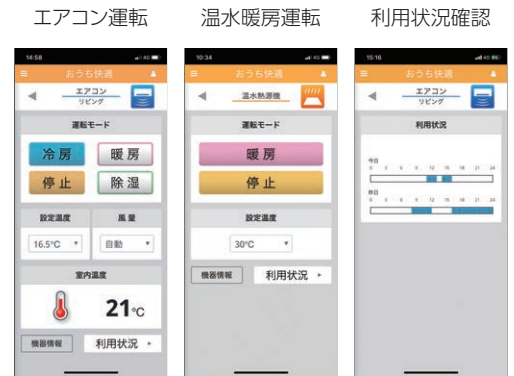 エアコン運転
温水暖房運転
利用状況確認
14:58
4G
おうち快適
エアコン
リビング
運転モード
冷房 暖房
停止 除湿
設定温度 風量
16.5℃ 自動
室内温度
21℃
機器情報 利用状況
10:34
4G
おうち快適
温水熱源機
運転モード
暖房
停止
設定温度
30℃
機器情報 利用状況
15:16
4G
おうち快適
エアコン
リビング
利用状況
今日
0 3 6 9 12 15 18 21 24
昨日
0 3 6 9 12 15 18 21 24